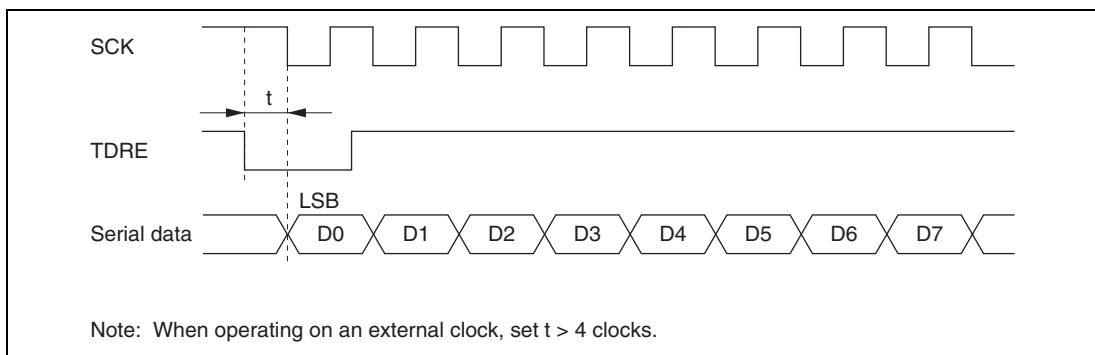 SCK
t
TDRE
LSB
Serial data D0 D1 D2 D3 D4 D5 D6 D7
Note: When operating on an external clock, set t > 4 clocks.